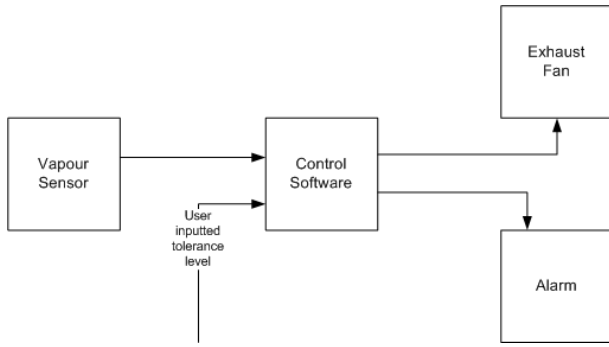 Exhaust
Fan
Vapour
Sensor
Control
Software
User
inputted
tolerance
level
Alarm